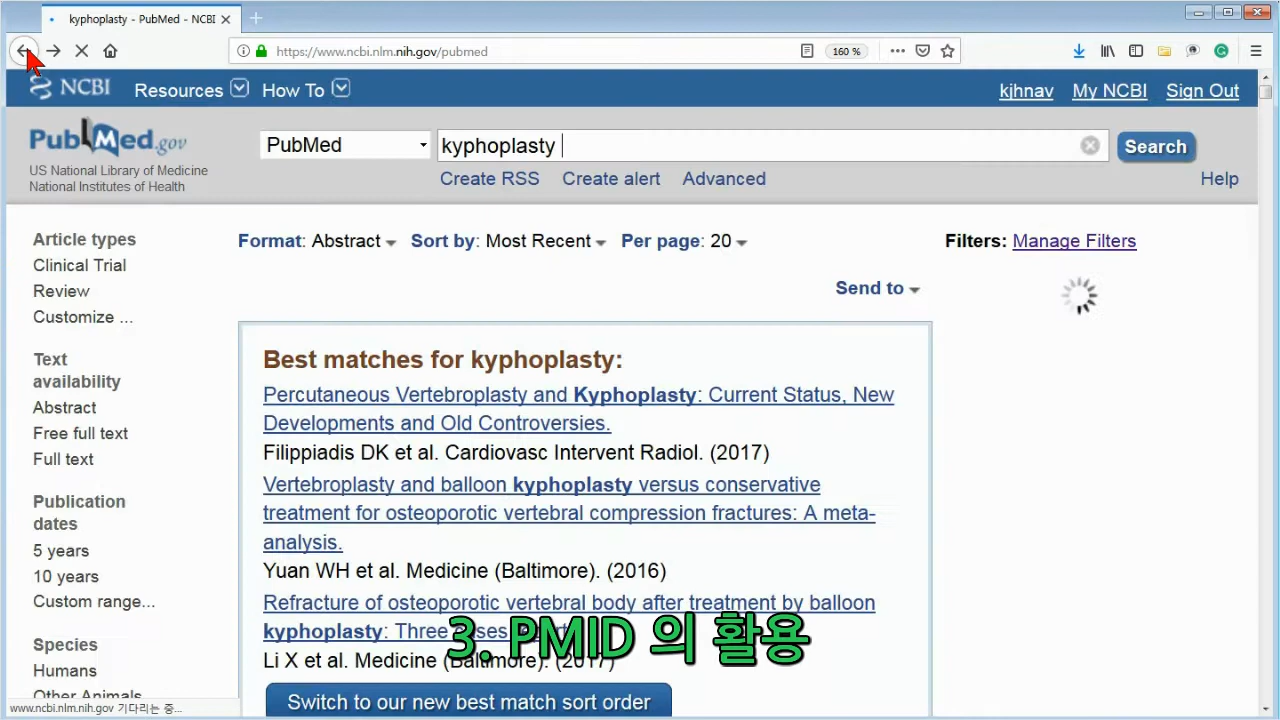 kyphoplasty - PubMed - NCBI
https://www.ncbi.nlm.nih.gov/pubmed
160 %
NCBI Resources How To kjhnav My NCBI Sign Out
PubMed.gov
US National Library of Medicine
National Institutes of Health
PubMed
kyphoplasty
Search
Create RSS Create alert Advanced Help
Article types
Clinical Trial
Review
Customize ...
Text
availability
Abstract
Free full text
Full text
Publication
dates
5 years
10 years
Custom range...
Species
Humans
Other Animals
Format: Abstract Sort by: Most Recent Per page: 20
Send to
Filters: Manage Filters
Best matches for kyphoplasty:
Percutaneous Vertebroplasty and Kyphoplasty: Current Status, New
Developments and Old Controversies.
Filippiadis DK et al. Cardiovasc Intervent Radiol. (2017)
Vertebroplasty and balloon kyphoplasty versus conservative
treatment for osteoporotic vertebral compression fractures: A meta-
analysis.
Yuan WH et al. Medicine (Baltimore). (2016)
Refracture of osteoporotic vertebral body after treatment by balloon
kyphoplasty: Three
Li X et al. Medicine (Baltimore). (2017)
Switch to our new best match sort order
3. PMID 의 활용
www.ncbi.nlm.nih.gov 기다리는 중...